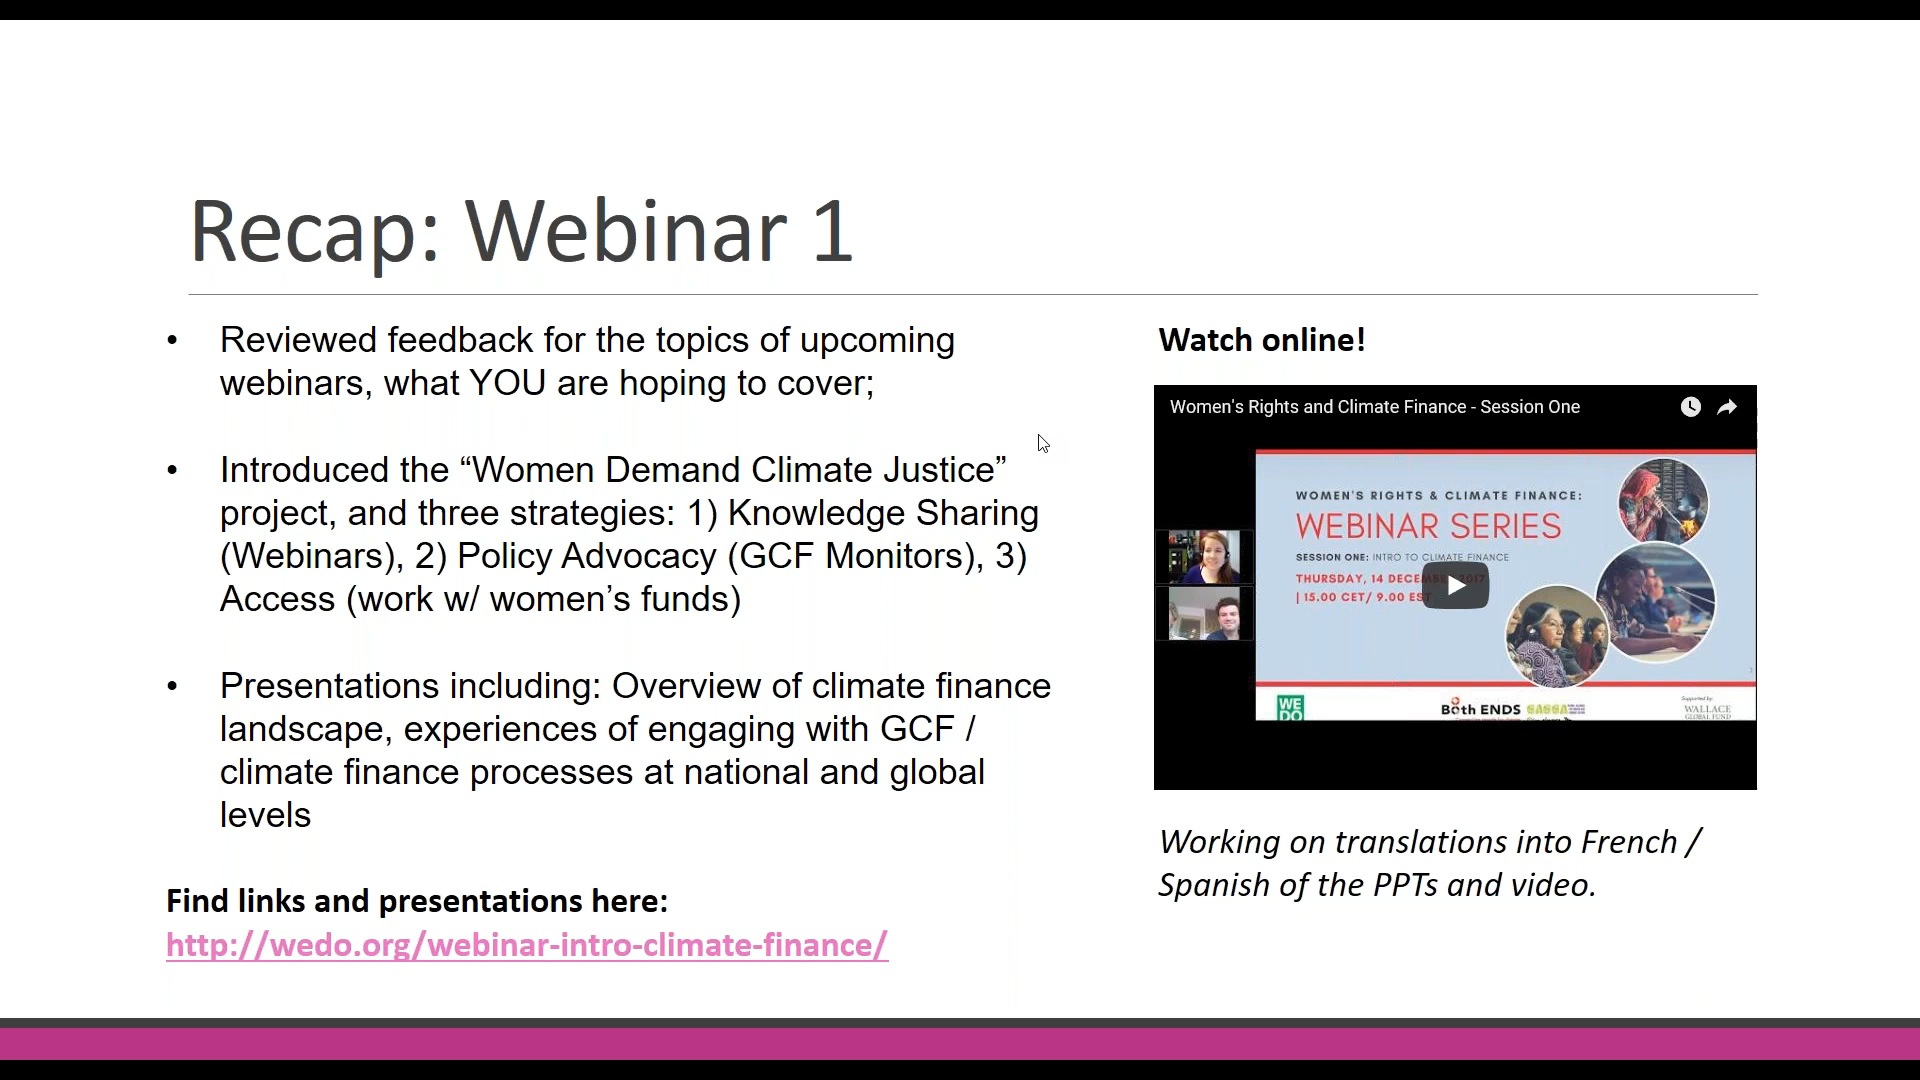 Recap: Webinar 1
• Reviewed feedback for the topics of upcoming
webinars, what YOU are hoping to cover;
• Introduced the “Women Demand Climate Justice”
project, and three strategies: 1) Knowledge Sharing
(Webinars), 2) Policy Advocacy (GCF Monitors), 3)
Access (work w/ women’s funds)
• Presentations including: Overview of climate finance
landscape, experiences of engaging with GCF /
climate finance processes at national and global
levels
Find links and presentations here:
http://wedo.org/webinar-intro-climate-finance/
Watch online!
Women's Rights and Climate Finance - Session One
WOMEN'S RIGHTS & CLIMATE FINANCE:
WEBINAR SERIES
SESSION ONE: INTRO TO CLIMATE FINANCE
THURSDAY, 14 DECEMBER 2017
| 15.00 CET/ 9.00 EST
WE
DO
Both ENDS
GAGGA
Supported by:
WALLACE
GLOBAL FUND
Working on translations into French /
Spanish of the PPTs and video.